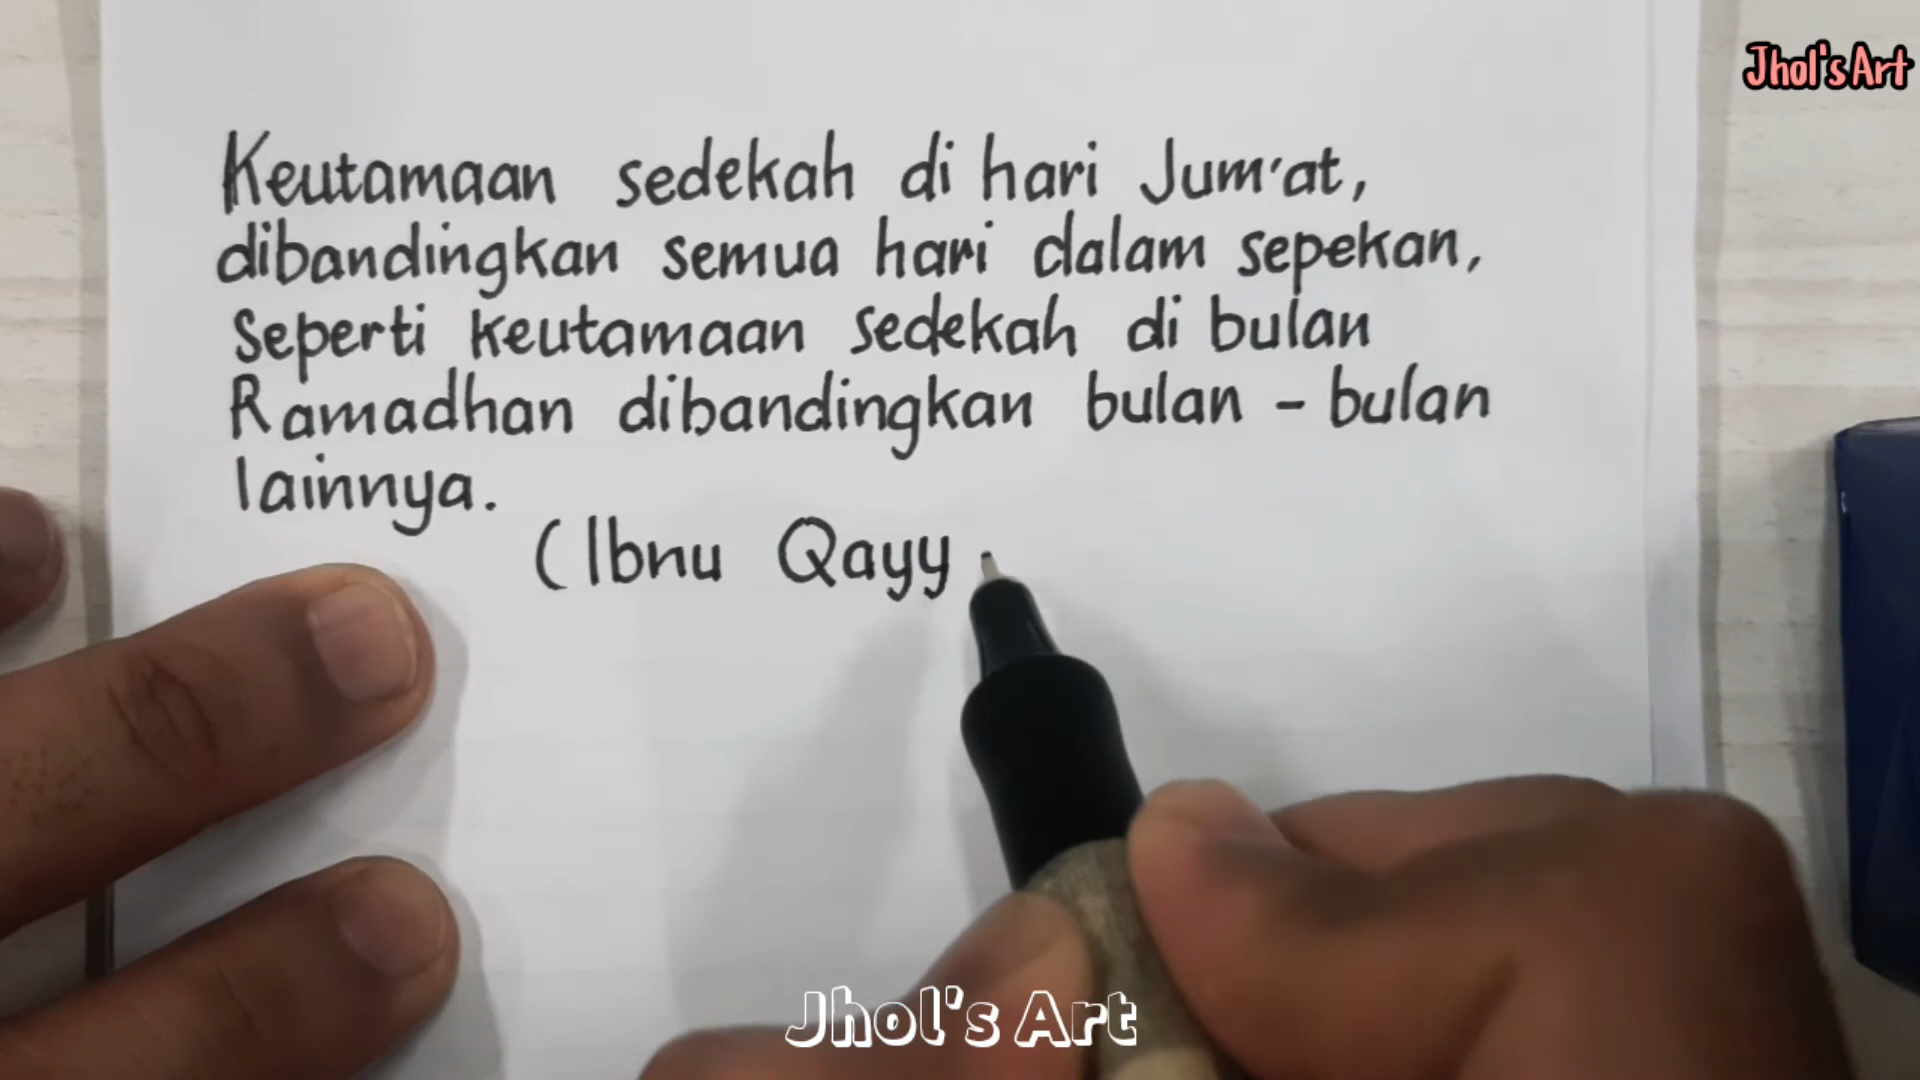 Jhol's Art
Keutamaan sedekah di hari Jum'at,
dibandingkan semua hari dalam sepekan,
Seperti keutamaan sedekah di bulan
Ramadhan dibandingkan bulan - bulan
lainnya.
(Ibnu Qayy
Jhol's Art